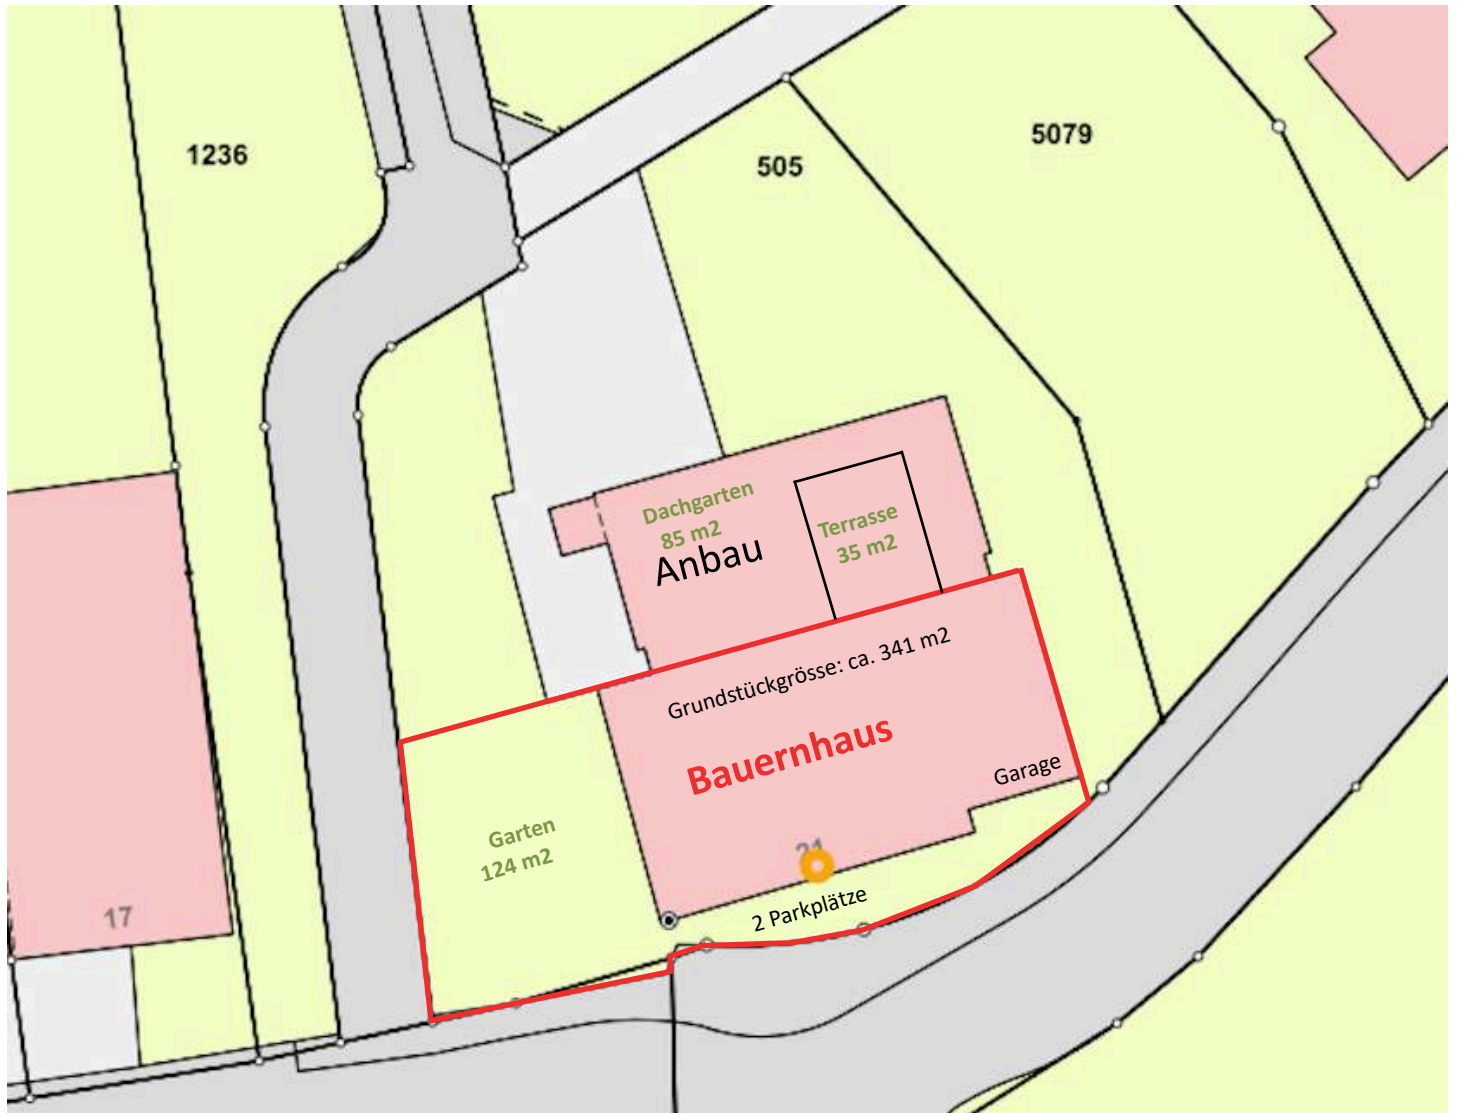 1236
505
5079
Dachgarten
85 m2
Anbau
Terrasse
35 m2
Grundstückgrösse: ca. 341 m2
Bauernhaus
Garage
Garten
124 m2
21
2 Parkplätze
17